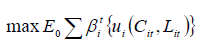 max E₀ ∑ βᵢᵗ {uᵢ(Cᵢₜ, Lᵢₜ)}